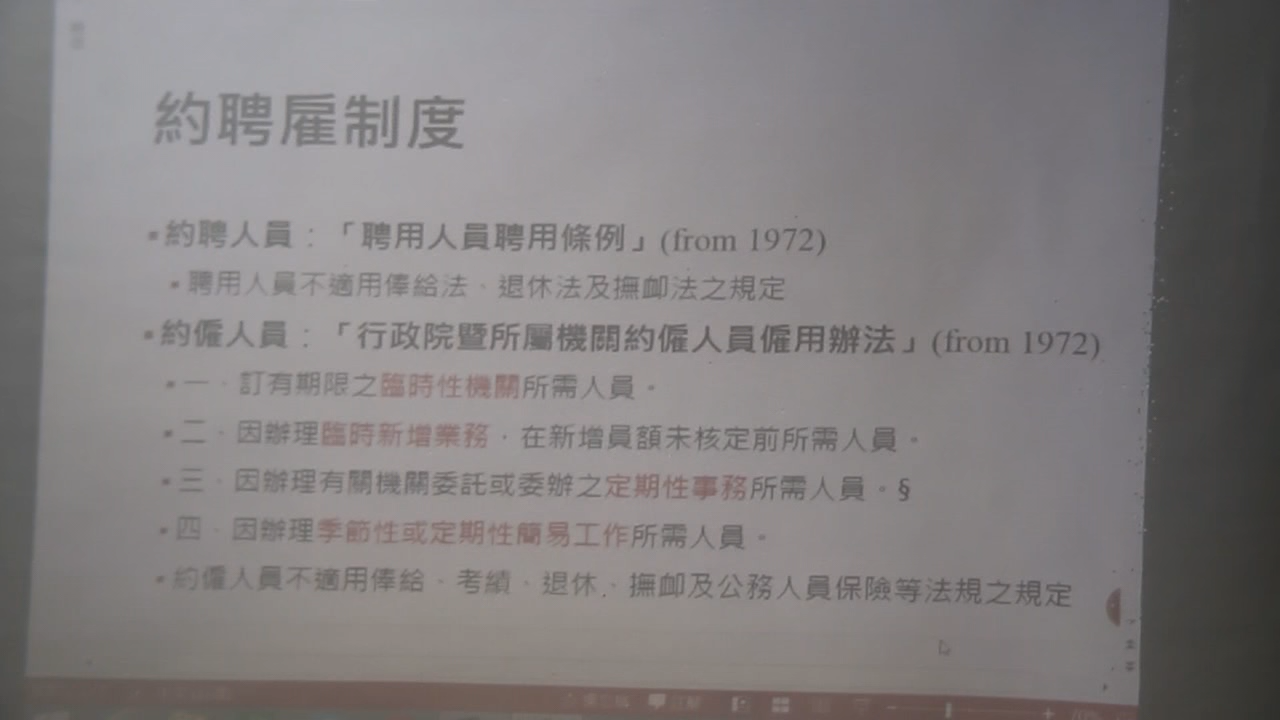 約聘雇制度
▪約聘人員：「聘用人員聘用條例」(from 1972)
▪聘用人員不適用俸給法、退休法及撫卹法之規定
▪約僱人員：「行政院暨所屬機關約僱人員僱用辦法」(from 1972)
▪一、訂有期限之臨時性機關所需人員。
▪二、因辦理臨時新增業務，在新增員額未核定前所需人員。
▪三、因辦理有關機關委託或委辦之定期性事務所需人員。§
▪四、因辦理季節性或定期性簡易工作所需人員。
▪約僱人員不適用俸給、考績、退休、撫卹及公務人員保險等法規之規定